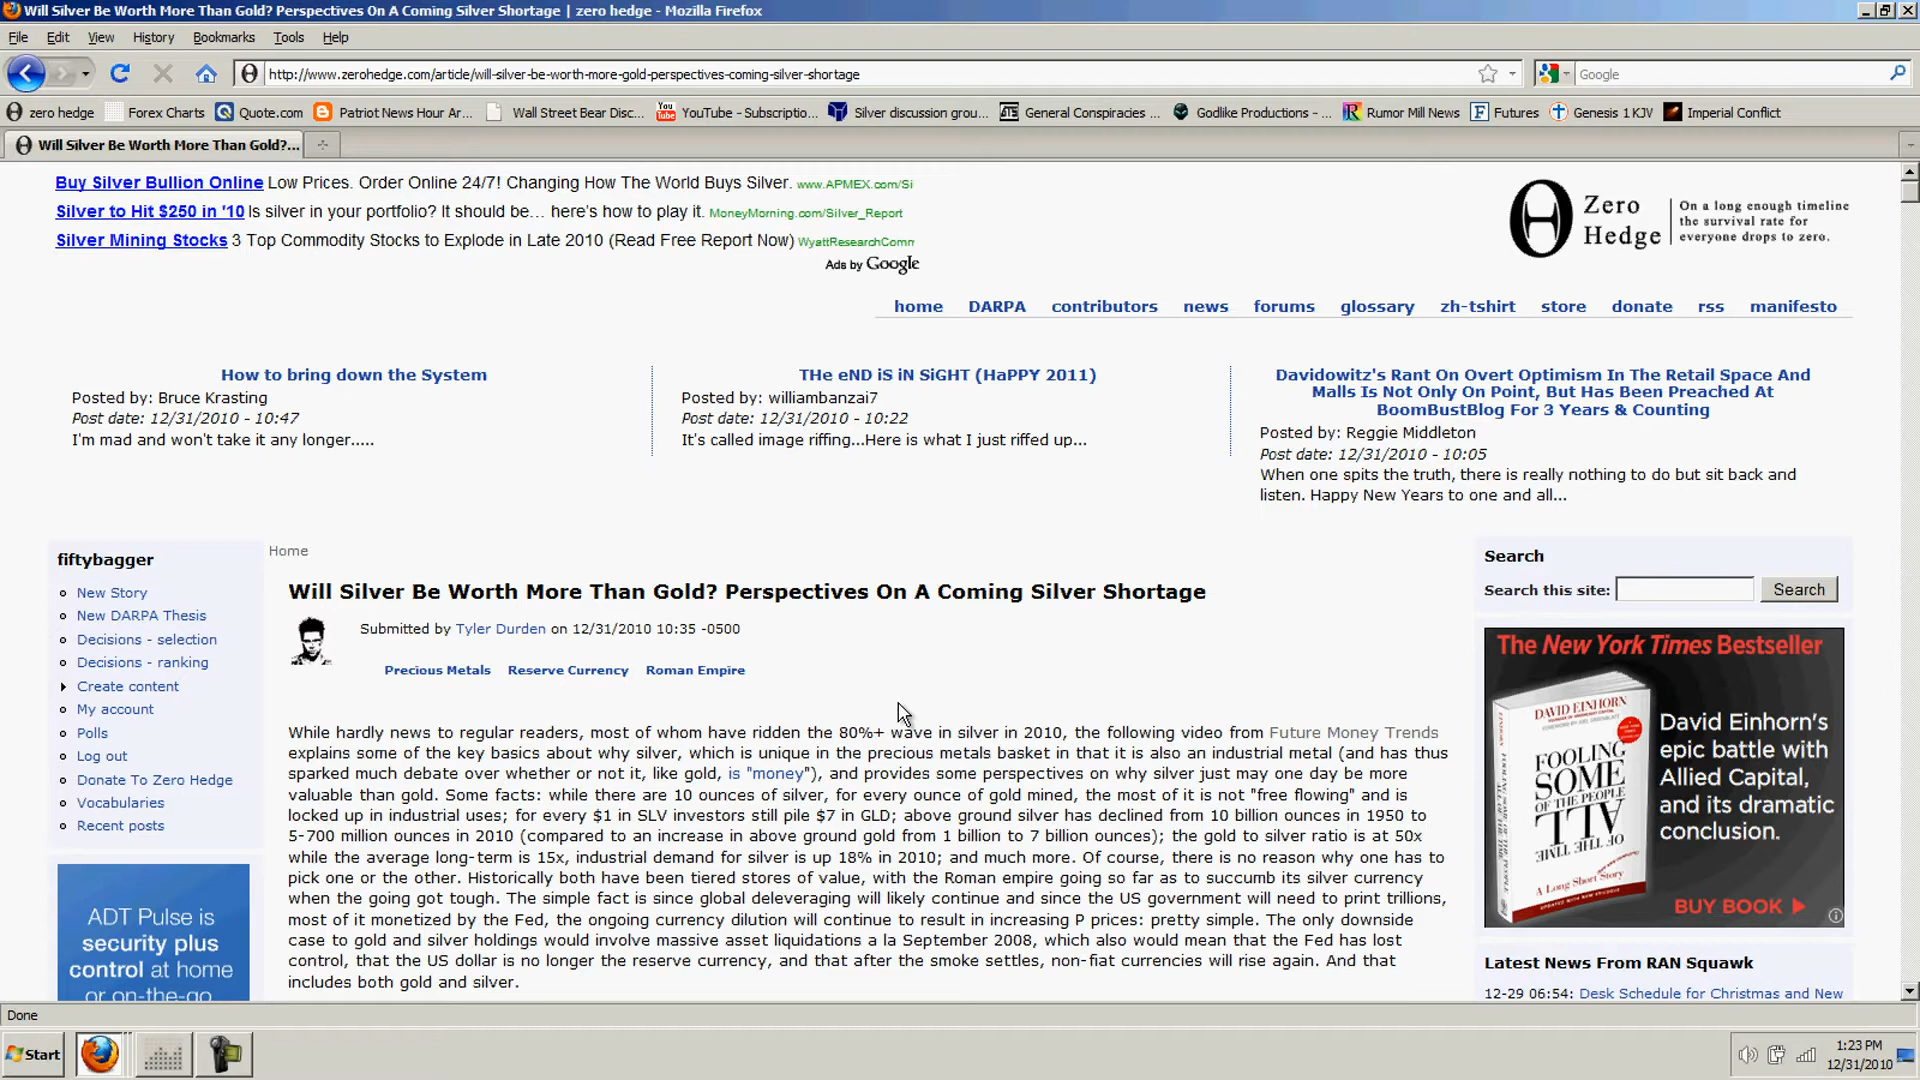 Will Silver Be Worth More Than Gold? Perspectives On A Coming Silver Shortage | zero hedge - Mozilla Firefox
File Edit View History Bookmarks Tools Help
http://www.zerohedge.com/article/will-silver-be-worth-more-gold-perspectives-coming-silver-shortage
Google
zero hedge Forex Charts Quote.com Patriot News Hour Ar... Wall Street Bear Disc... YouTube - Subscriptio... Silver discussion grou... General Conspiracies ... Godlike Productions - ... Rumor Mill News Futures Genesis 1 KJV Imperial Conflict
Will Silver Be Worth More Than Gold?...
Buy Silver Bullion Online Low Prices. Order Online 24/7! Changing How The World Buys Silver. www.APMEX.com/Si
Silver to Hit $250 in '10 Is silver in your portfolio? It should be... here's how to play it. MoneyMorning.com/Silver_Report
Silver Mining Stocks 3 Top Commodity Stocks to Explode in Late 2010 (Read Free Report Now) WyattResearchComm
Ads by Google
Zero Hedge
On a long enough timeline
the survival rate for
everyone drops to zero.
home DARPA contributors news forums glossary zh-tshirt store donate rss manifesto
How to bring down the System
Posted by: Bruce Krasting
Post date: 12/31/2010 - 10:47
I'm mad and won't take it any longer.....
THe eND iS iN SiGHT (HaPPY 2011)
Posted by: williambanzai7
Post date: 12/31/2010 - 10:22
It's called image riffing...Here is what I just riffed up...
Davidowitz's Rant On Overt Optimism In The Retail Space And
Malls Is Not Only On Point, But Has Been Preached At
BoomBustBlog For 3 Years & Counting
Posted by: Reggie Middleton
Post date: 12/31/2010 - 10:05
When one spits the truth, there is really nothing to do but sit back and
listen. Happy New Years to one and all...
fiftybagger
New Story
New DARPA Thesis
Decisions - selection
Decisions - ranking
Create content
My account
Polls
Log out
Donate To Zero Hedge
Vocabularies
Recent posts
ADT Pulse is
security plus
control at home
or on-the-go
Home
Will Silver Be Worth More Than Gold? Perspectives On A Coming Silver Shortage
Submitted by Tyler Durden on 12/31/2010 10:35 -0500
Precious Metals Reserve Currency Roman Empire
While hardly news to regular readers, most of whom have ridden the 80%+ wave in silver in 2010, the following video from Future Money Trends
explains some of the key basics about why silver, which is unique in the precious metals basket in that it is also an industrial metal (and has thus
sparked much debate over whether or not it, like gold, is "money"), and provides some perspectives on why silver just may one day be more
valuable than gold. Some facts: while there are 10 ounces of silver, for every ounce of gold mined, the most of it is not "free flowing" and is
locked up in industrial uses; for every $1 in SLV investors still pile $7 in GLD; above ground silver has declined from 10 billion ounces in 1950 to
5-700 million ounces in 2010 (compared to an increase in above ground gold from 1 billion to 7 billion ounces); the gold to silver ratio is at 50x
while the average long-term is 15x, industrial demand for silver is up 18% in 2010; and much more. Of course, there is no reason why one has to
pick one or the other. Historically both have been tiered stores of value, with the Roman empire going so far as to succumb its silver currency
when the going got tough. The simple fact is since global deleveraging will likely continue and since the US government will need to print trillions,
most of it monetized by the Fed, the ongoing currency dilution will continue to result in increasing P prices: pretty simple. The only downside
case to gold and silver holdings would involve massive asset liquidations a la September 2008, which also would mean that the Fed has lost
control, that the US dollar is no longer the reserve currency, and that after the smoke settles, non-fiat currencies will rise again. And that
includes both gold and silver.
Search
Search this site: Search
The New York Times Bestseller
DAVID EINHORN
FOOLING
SOME
OF THE PEOPLE
ALL
OF THE TIME
A Long Short Story
David Einhorn's
epic battle with
Allied Capital,
and its dramatic
conclusion.
BUY BOOK
Latest News From RAN Squawk
12-29 06:54: Desk Schedule for Christmas and New
Done
Start
1:23 PM
12/31/2010